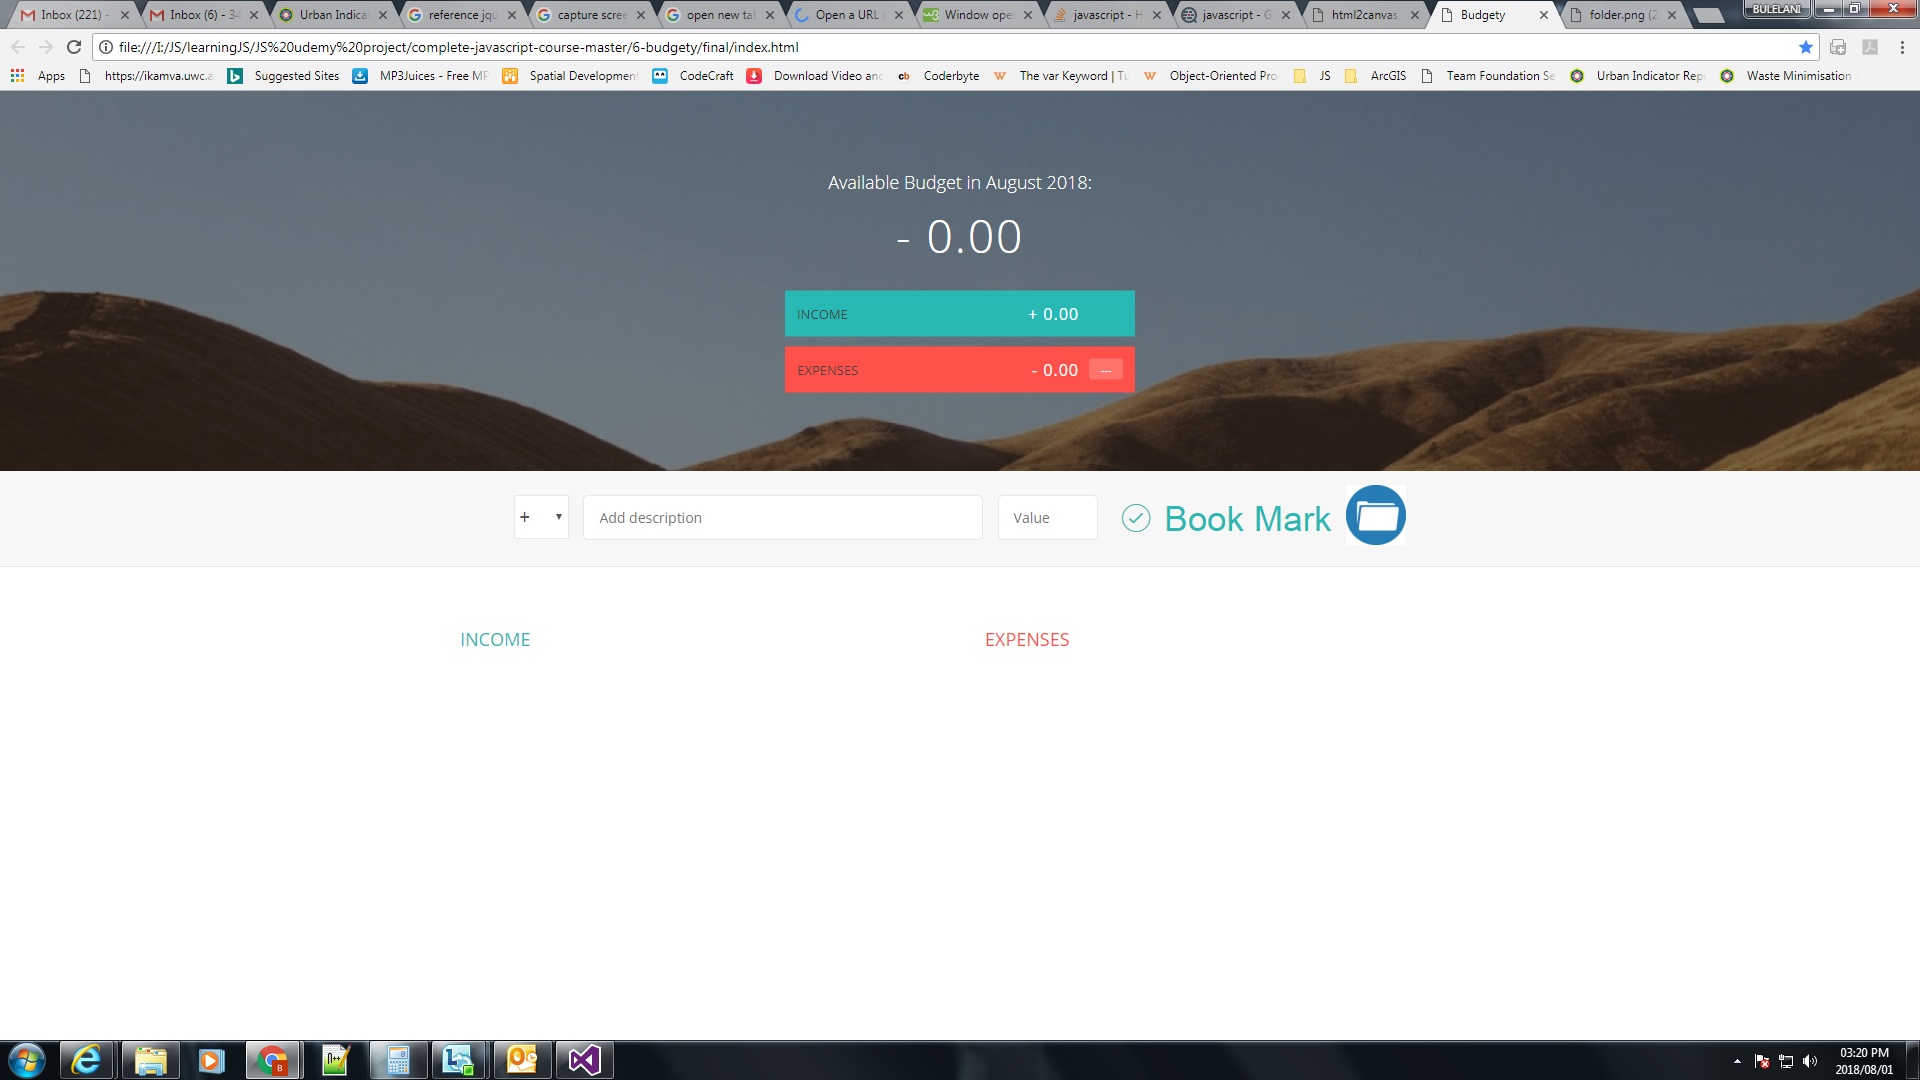 Inbox (221) -
Inbox (6) - 34
Urban Indica
reference jqu
capture scree
open new tal
Open a URL i
Window ope
javascript - H
javascript - G
html2canvas
Budgety
folder.png (2
BULELANI
file:///I:/JS/learningJS/JS%20udemy%20project/complete-javascript-course-master/6-budgety/final/index.html
Apps
https://ikamva.uwc.a
Suggested Sites
MP3Juices - Free MP
Spatial Development
CodeCraft
Download Video and
Coderbyte
The var Keyword | Tu
Object-Oriented Pro
JS
ArcGIS
Team Foundation Se
Urban Indicator Rep
Waste Minimisation
Available Budget in August 2018:
- 0.00
INCOME + 0.00
EXPENSES - 0.00 ---
+ Add description Value Book Mark
INCOME
EXPENSES
03:20 PM
2018/08/01